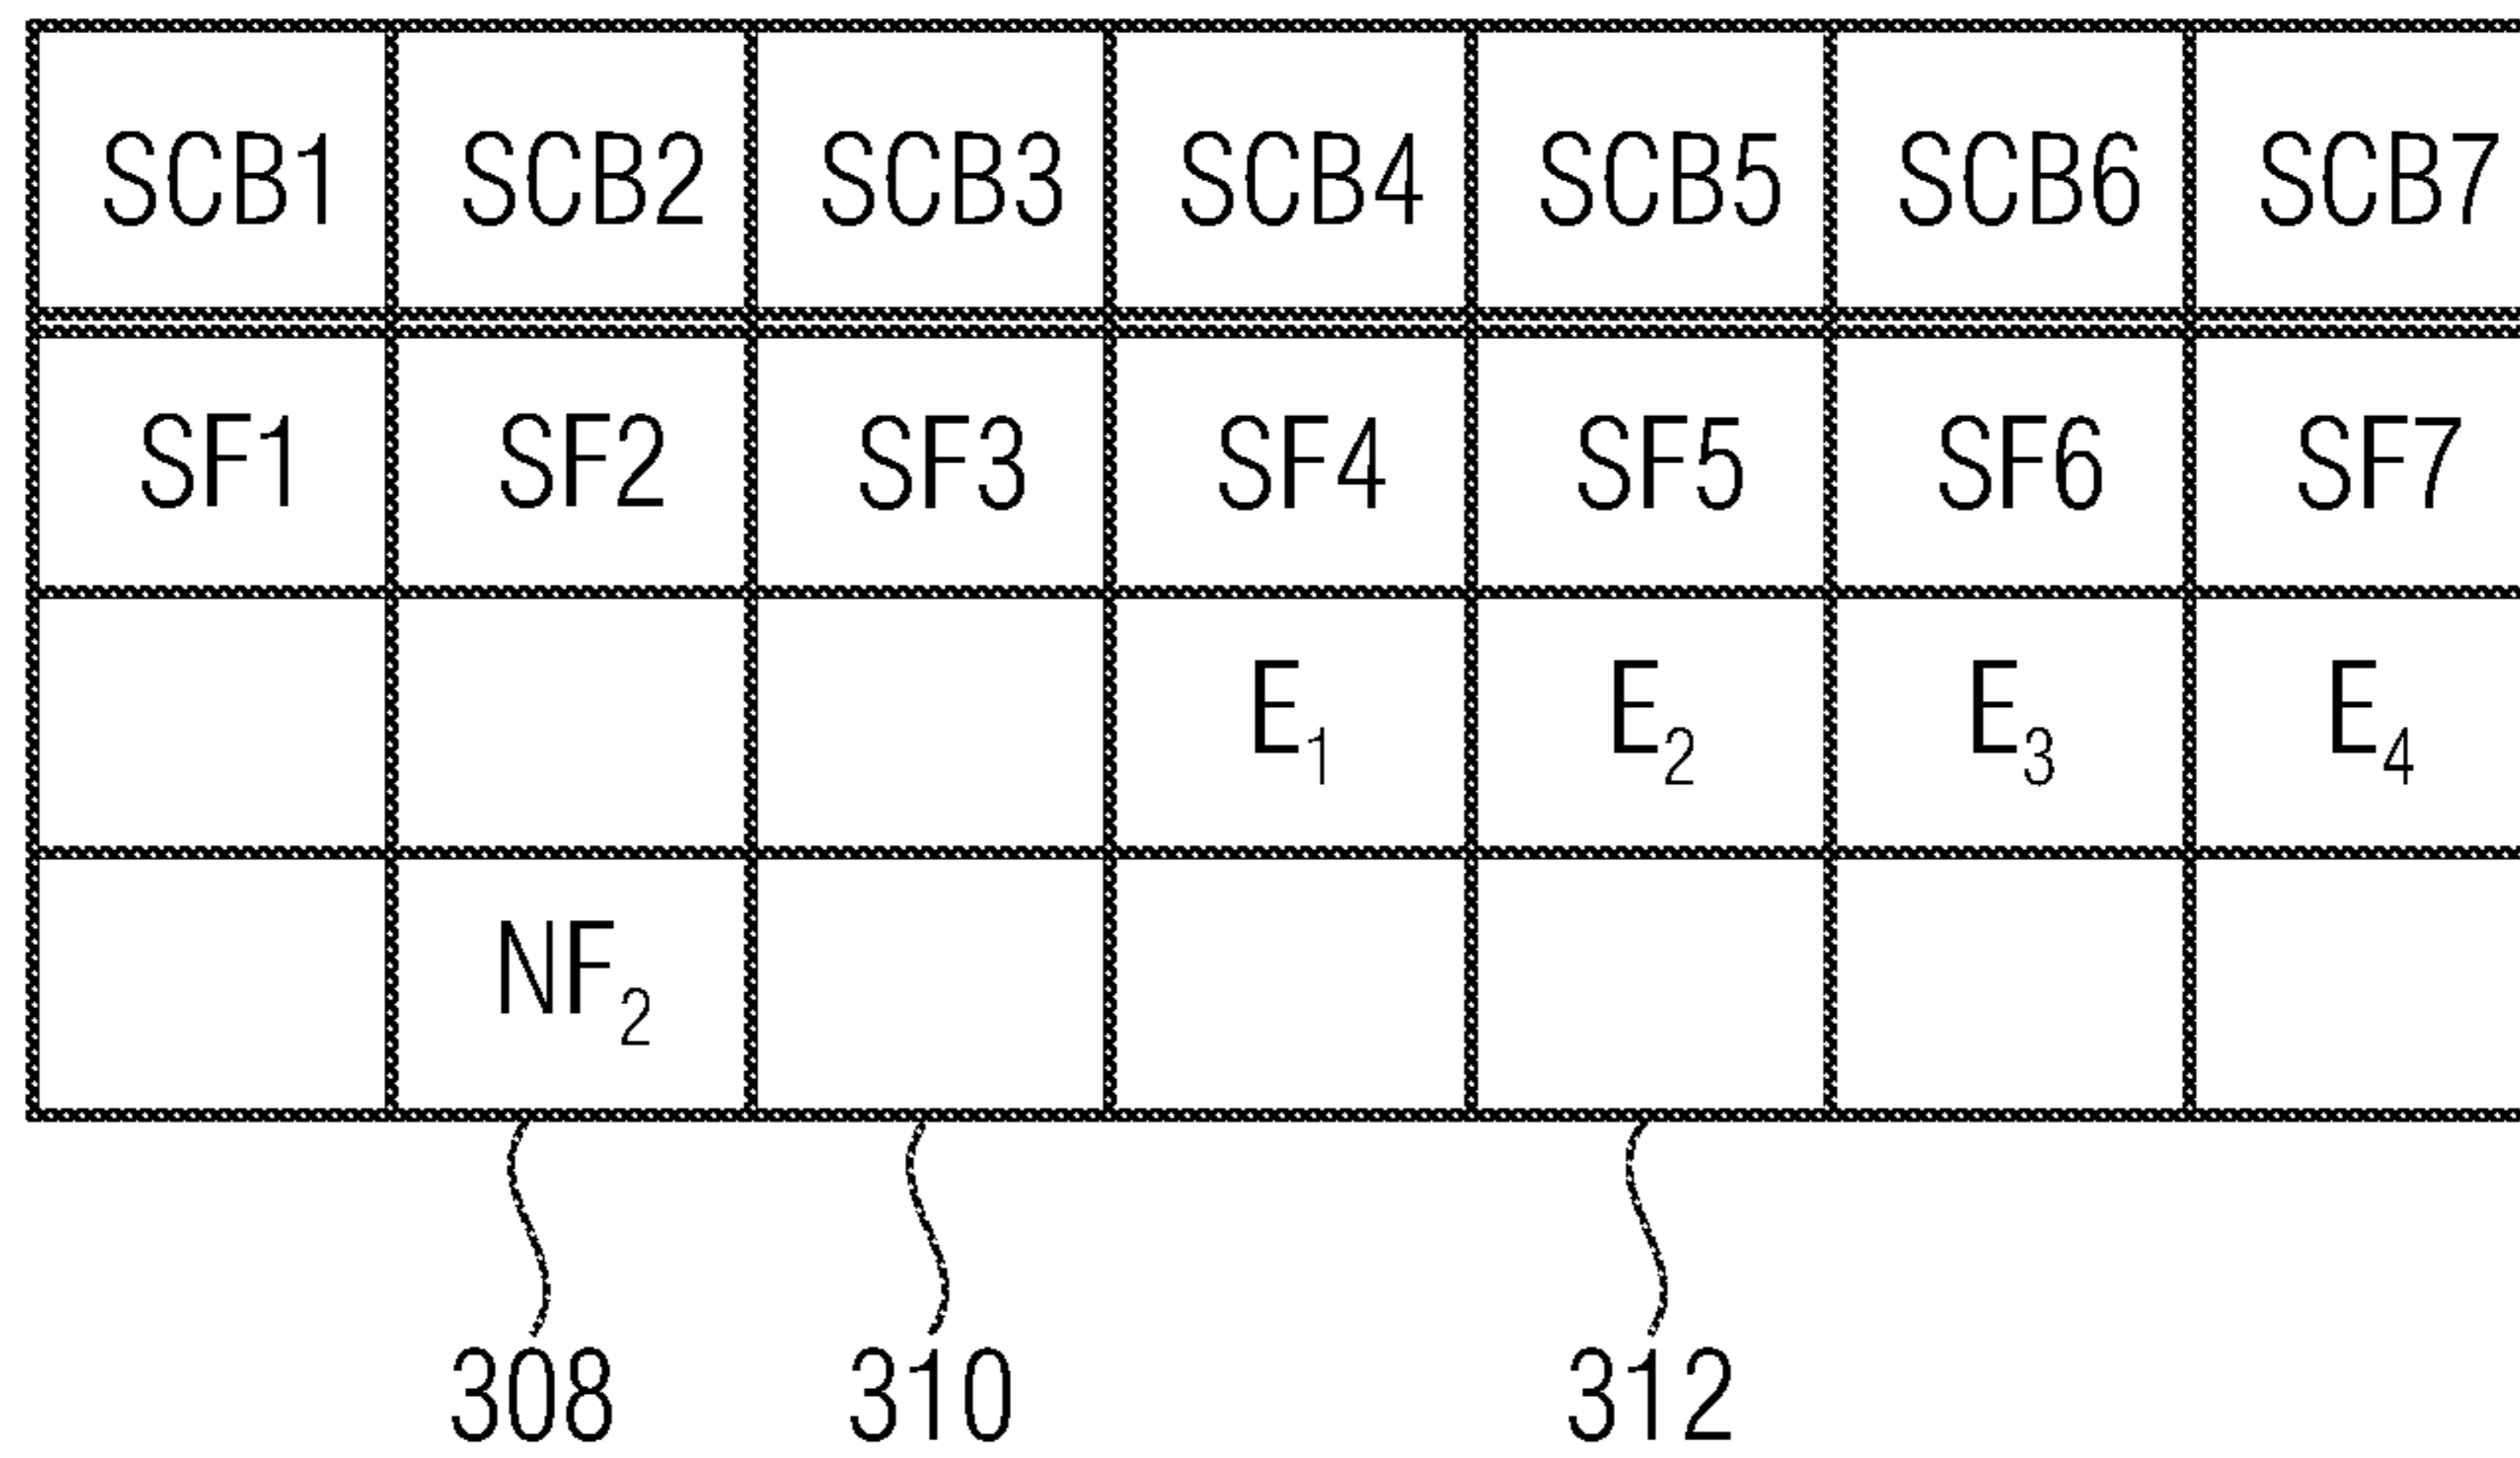 SCB1 SCB2 SCB3 SCB4 SCB5 SCB6 SCB7
SF1 SF2 SF3 SF4 SF5 SF6 SF7
E₁ E₂ E₃ E₄
NF₂
308 310 312